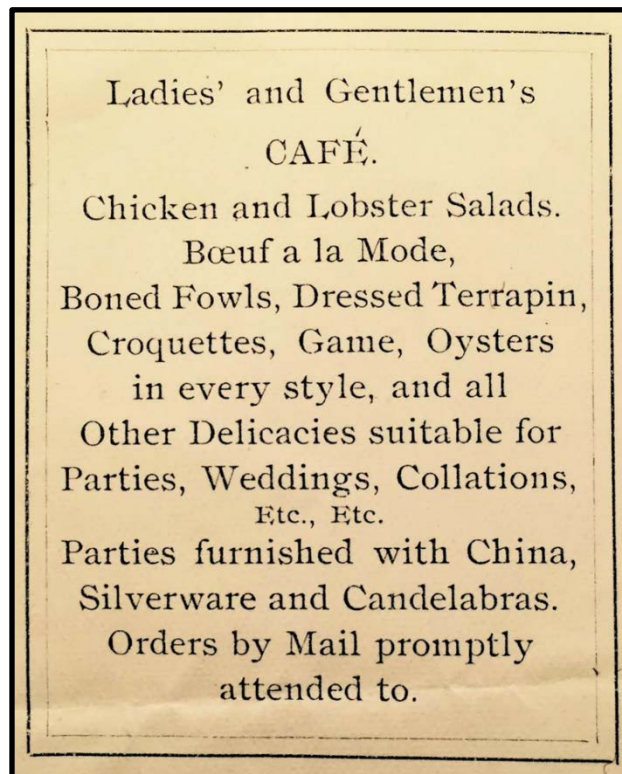 Ladies' and Gentlemen's
CAFÉ.
Chicken and Lobster Salads.
Bœuf a la Mode,
Boned Fowls, Dressed Terrapin,
Croquettes, Game, Oysters
in every style, and all
Other Delicacies suitable for
Parties, Weddings, Collations,
Etc., Etc.
Parties furnished with China,
Silverware and Candelabras.
Orders by Mail promptly
attended to.